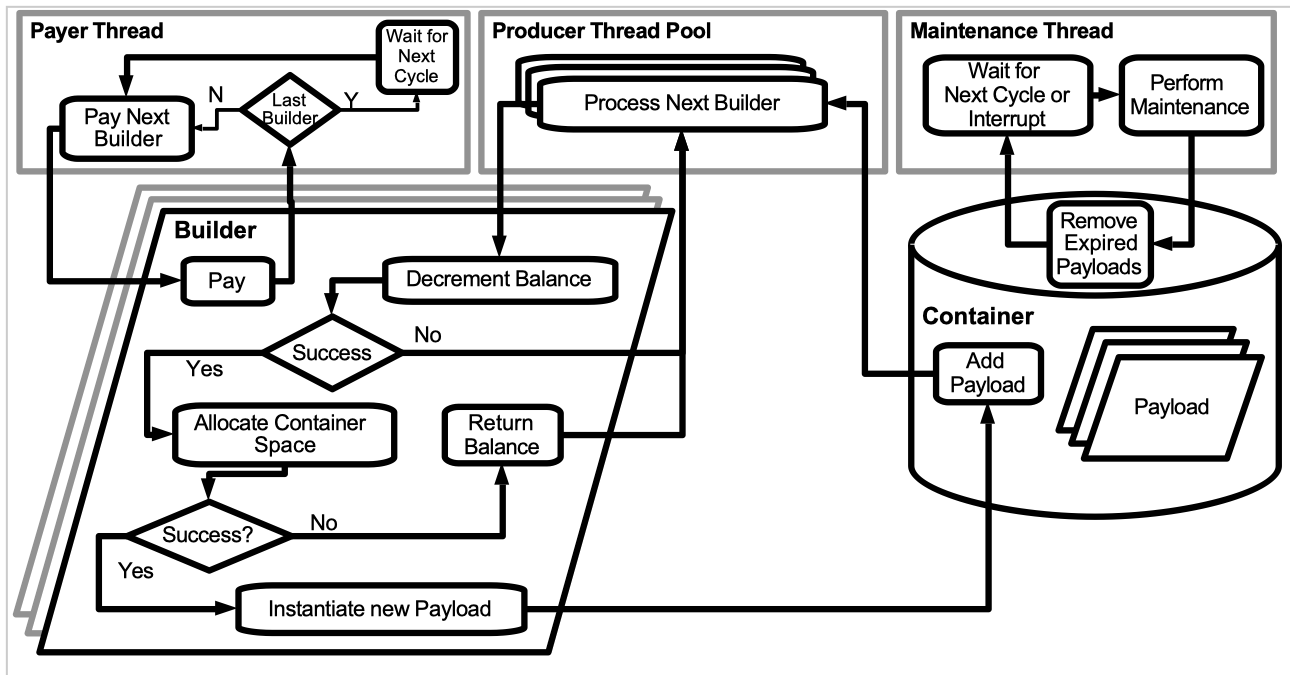 Payer Thread
Wait for
Next
Cycle
N
Last
Builder
Y
Pay Next
Builder
Producer Thread Pool
Process Next Builder
Maintenance Thread
Wait for
Next Cycle or
Interrupt
Perform
Maintenance
Builder
Pay
Decrement Balance
Success
No
Yes
Allocate Container
Space
Return
Balance
Success?
No
Yes
Instantiate new Payload
Remove
Expired
Payloads
Container
Add
Payload
Payload